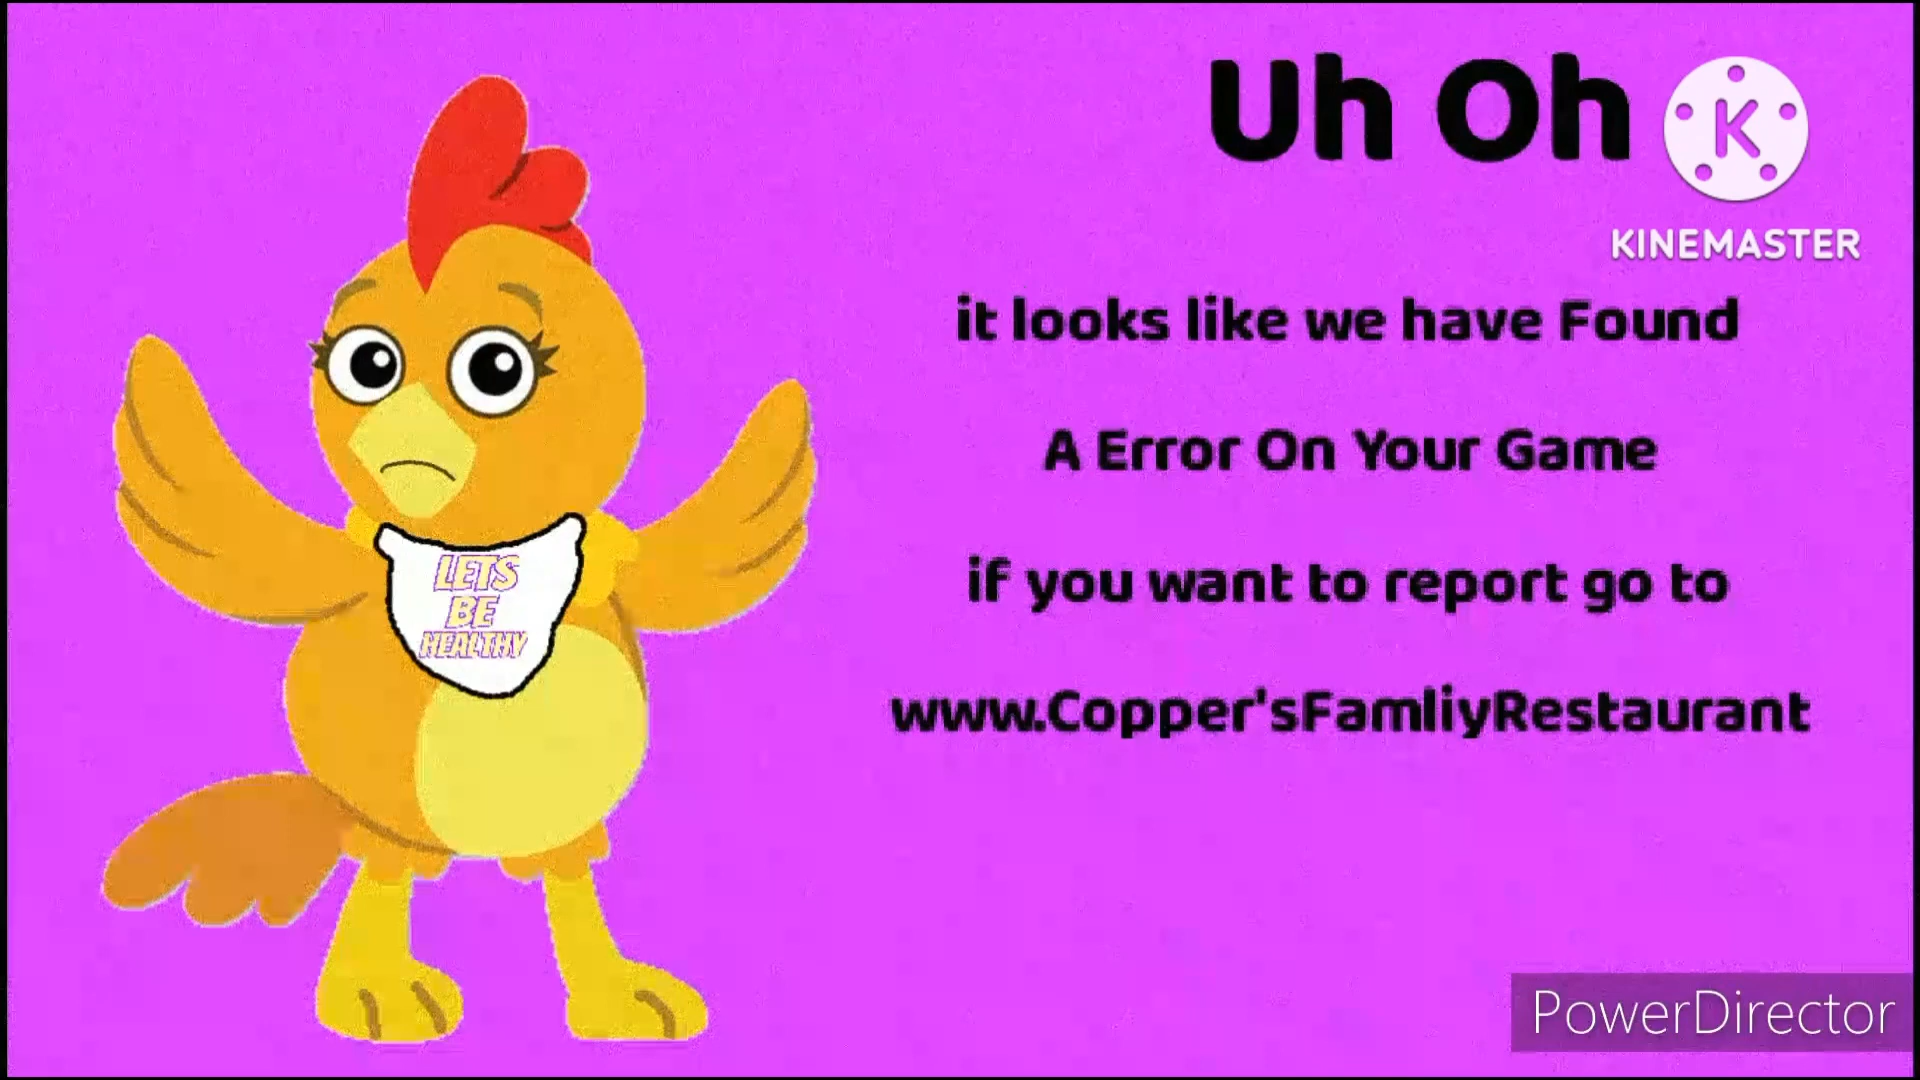 Uh Oh
K
KINEMASTER
it looks like we have Found
A Error On Your Game
if you want to report go to
www.Copper'sFamliyRestaurant
LETS
BE
HEALTHY
PowerDirector